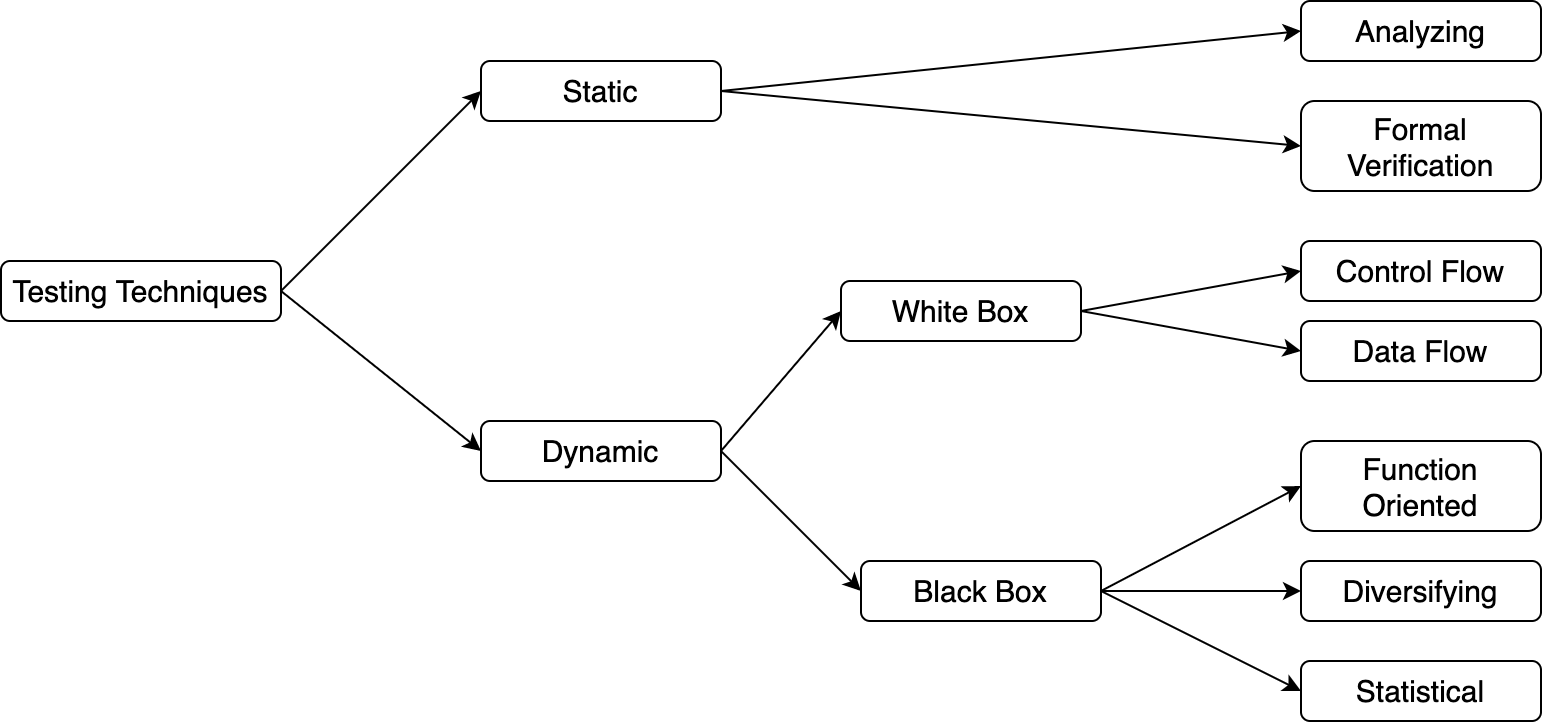 Analyzing
Static
Formal
Verification
Testing Techniques
Control Flow
White Box
Data Flow
Dynamic
Function
Oriented
Black Box
Diversifying
Statistical